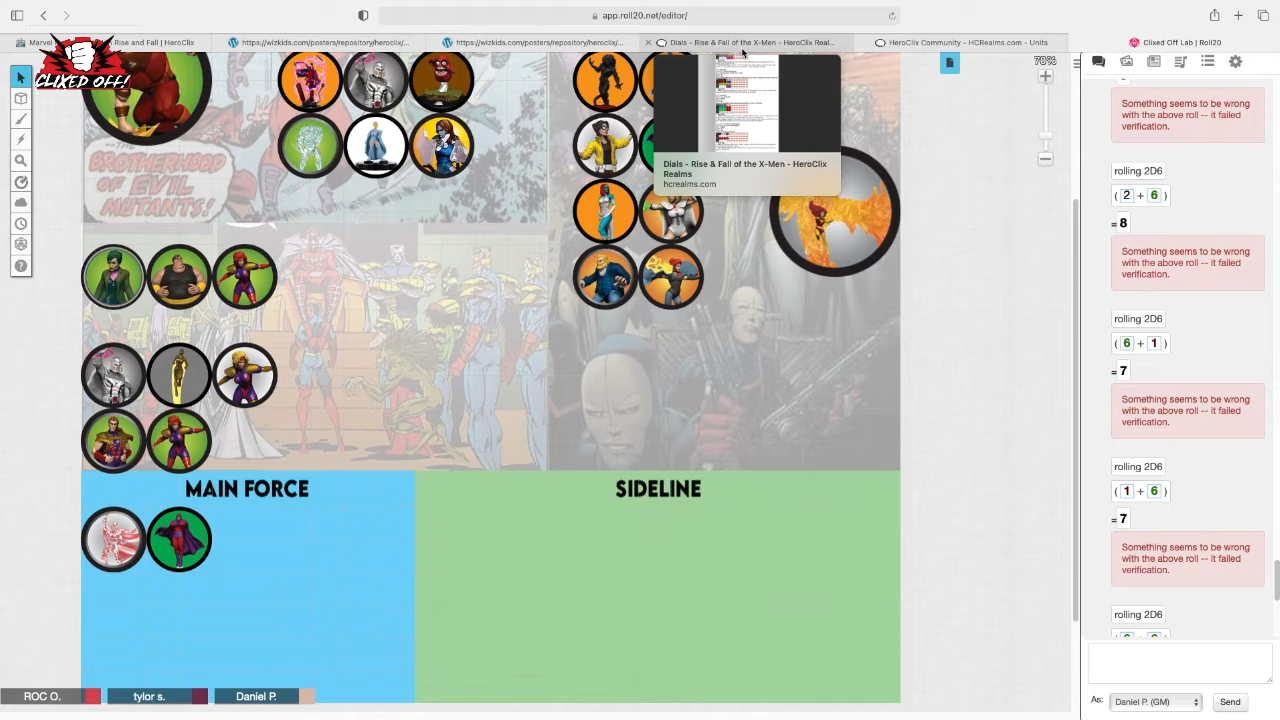 app.roll20.net/editor/
Marvel
Rise and Fall | HeroClix
https://wizkids.com/posters/repository/heroclix/...
https://wizkids.com/posters/repository/heroclix/...
Dials - Rise & Fall of the X-Men - HeroClix Real...
HeroClix Community - HCRealms.com - Units
Roll20
CLIXED OFF!
70%
Dials - Rise & Fall of the X-Men - HeroClix
Realms
hcrealms.com
BROTHERHOOD
OF EVIL
MUTANTS!
MAIN FORCE
SIDELINE
ROC O.
tylor s.
Daniel P.
Something seems to be wrong
with the above roll -- it failed
verification.
rolling 2D6
(2 + 6)
= 8
Something seems to be wrong
with the above roll -- it failed
verification.
rolling 2D6
(6 + 1)
= 7
Something seems to be wrong
with the above roll -- it failed
verification.
rolling 2D6
(1 + 6)
= 7
Something seems to be wrong
with the above roll -- it failed
verification.
rolling 2D6
As:
Daniel P. (GM)
Send